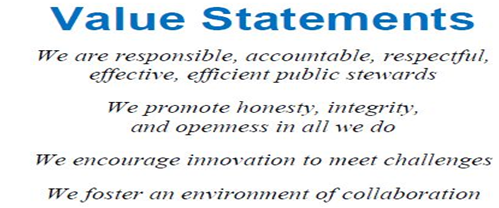 Value Statements
We are responsible, accountable, respectful,
effective, efficient public stewards
We promote honesty, integrity,
and openness in all we do
We encourage innovation to meet challenges
We foster an environment of collaboration